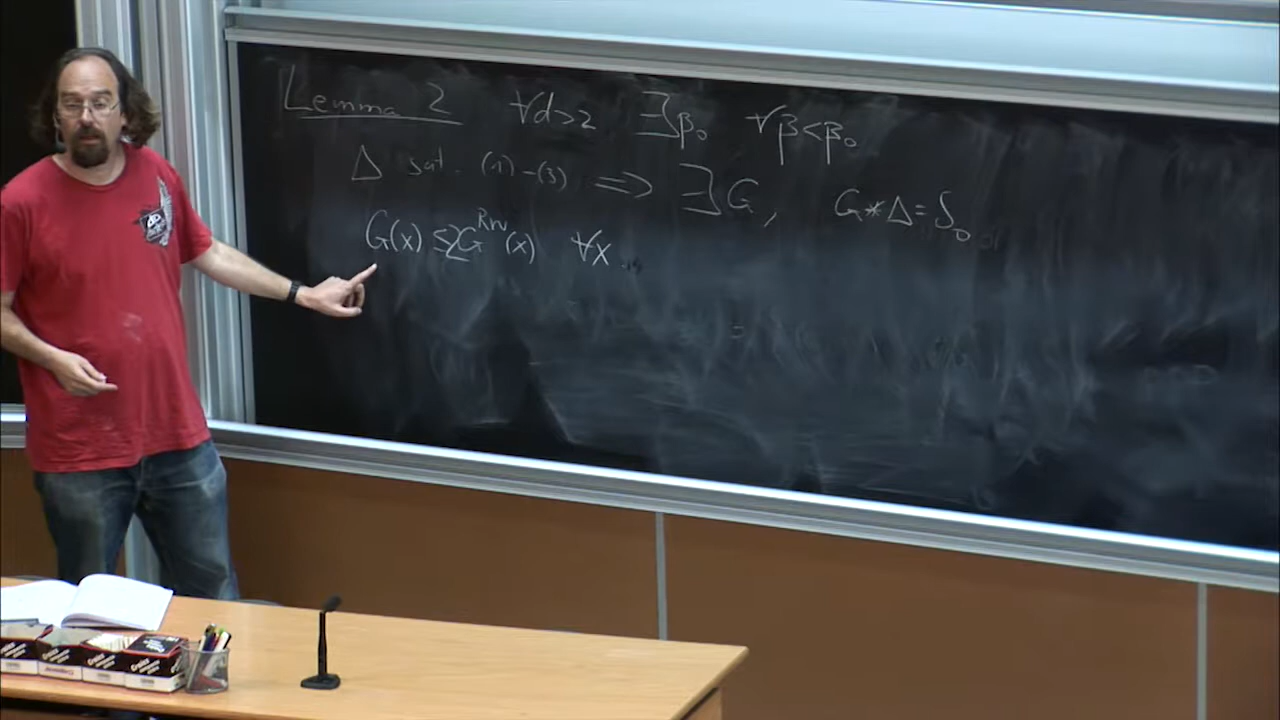 Lemma 2 ∀d>2 ∃β₀ ∀β<β₀
Δ sat. (1)-(3) ⟹ ∃G, G*Δ=δ₀
G(x) ≤ 2G^{RW}(x) ∀x